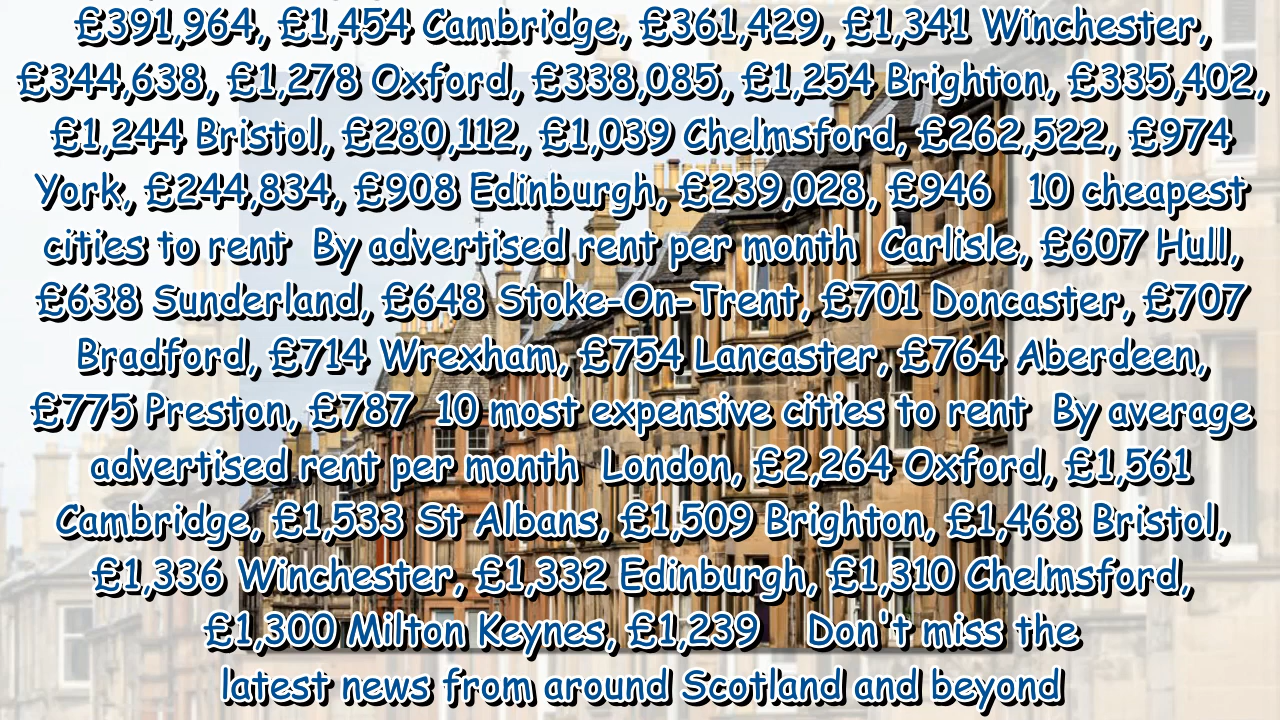 £391,964, £1,454 Cambridge, £361,429, £1,341 Winchester,
£344,638, £1,278 Oxford, £338,085, £1,254 Brighton, £335,402,
£1,244 Bristol, £280,112, £1,039 Chelmsford, £262,522, £974
York, £244,834, £908 Edinburgh, £239,028, £946 10 cheapest
cities to rent By advertised rent per month Carlisle, £607 Hull,
£638 Sunderland, £648 Stoke-On-Trent, £701 Doncaster, £707
Bradford, £714 Wrexham, £754 Lancaster, £764 Aberdeen,
£775 Preston, £787 10 most expensive cities to rent By average
advertised rent per month London, £2,264 Oxford, £1,561
Cambridge, £1,533 St Albans, £1,509 Brighton, £1,468 Bristol,
£1,336 Winchester, £1,332 Edinburgh, £1,310 Chelmsford,
£1,300 Milton Keynes, £1,239 Don't miss the
latest news from around Scotland and beyond